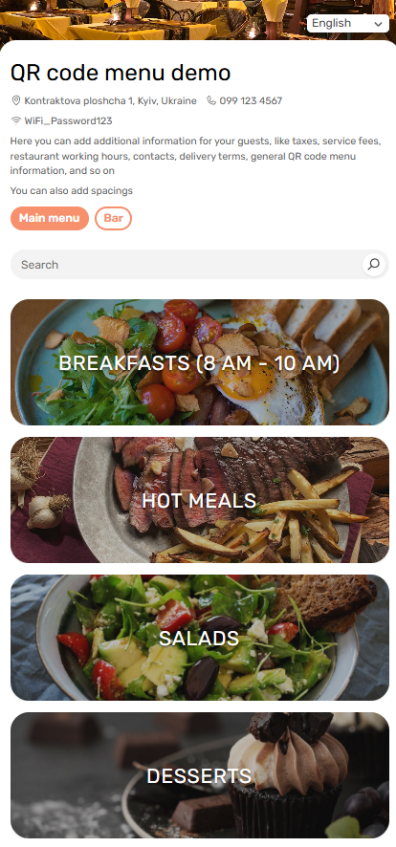 English
QR code menu demo
Kontraktova ploshcha 1, Kyiv, Ukraine 099 123 4567
WiFi_Password123
Here you can add additional information for your guests, like taxes, service fees,
restaurant working hours, contacts, delivery terms, general QR code menu
information, and so on
You can also add spacings
Main menu Bar
Search
BREAKFASTS (8 AM - 10 AM)
HOT MEALS
SALADS
DESSERTS